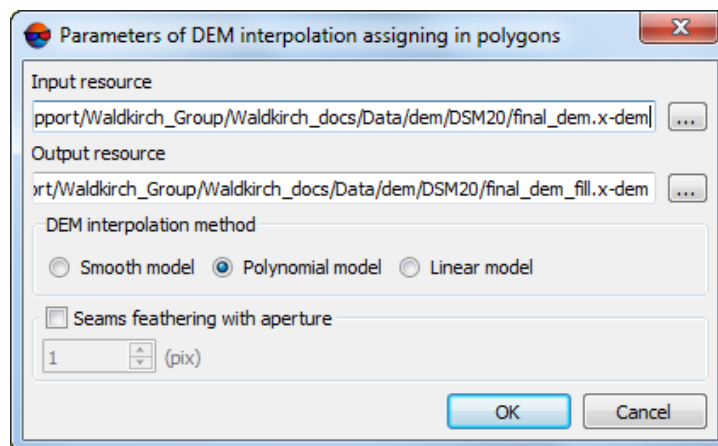 Parameters of DEM interpolation assigning in polygons
Input resource
pport/Waldkirch_Group/Waldkirch_docs/Data/dem/DSM20/final_dem.x-dem
...
Output resource
ort/Waldkirch_Group/Waldkirch_docs/Data/dem/DSM20/final_dem_fill.x-dem
...
DEM interpolation method
Smooth model Polynomial model Linear model
Seams feathering with aperture
1 (pix)
OK Cancel